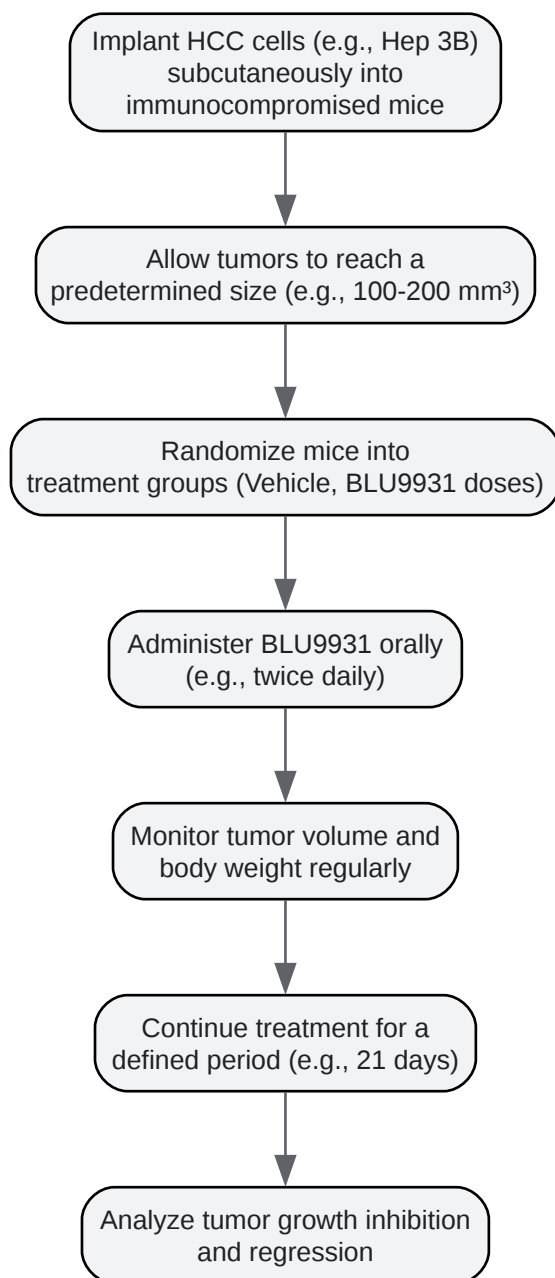 Implant HCC cells (e.g., Hep 3B)
subcutaneously into
immunocompromised mice
Allow tumors to reach a
predetermined size (e.g., 100-200 mm³)
Randomize mice into
treatment groups (Vehicle, BLU9931 doses)
Administer BLU9931 orally
(e.g., twice daily)
Monitor tumor volume and
body weight regularly
Continue treatment for a
defined period (e.g., 21 days)
Analyze tumor growth inhibition
and regression